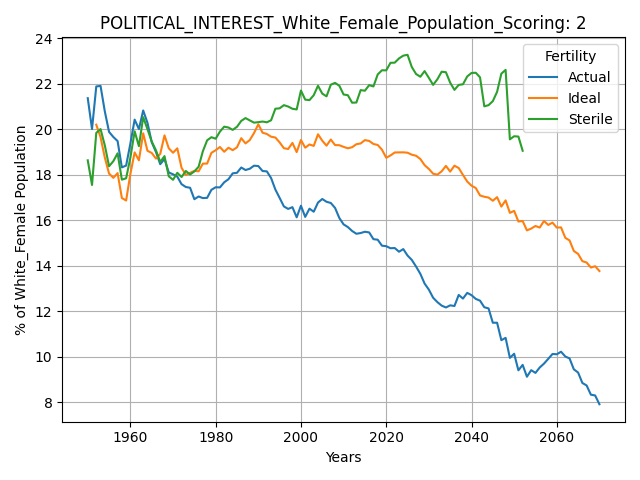 POLITICAL_INTEREST_White_Female_Population_Scoring: 2
% of White_Female Population
24
22
20
18
16
14
12
10
8
Fertility
Actual
Ideal
Sterile
1960
1980
2000
2020
2040
2060
Years